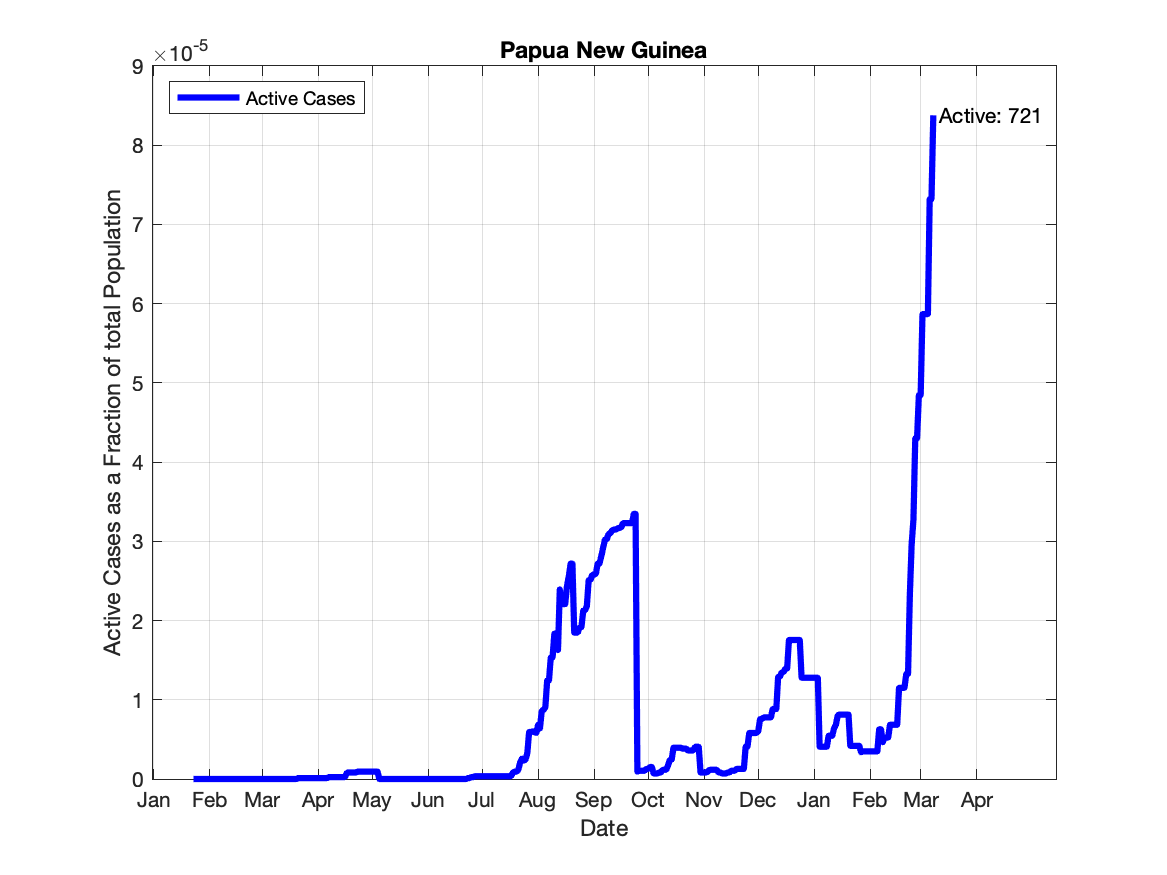 Papua New Guinea
×10-5
Active Cases
Active: 721
Active Cases as a Fraction of total Population
9
8
7
6
5
4
3
2
1
0
Jan Feb Mar Apr May Jun Jul Aug Sep Oct Nov Dec Jan Feb Mar Apr
Date